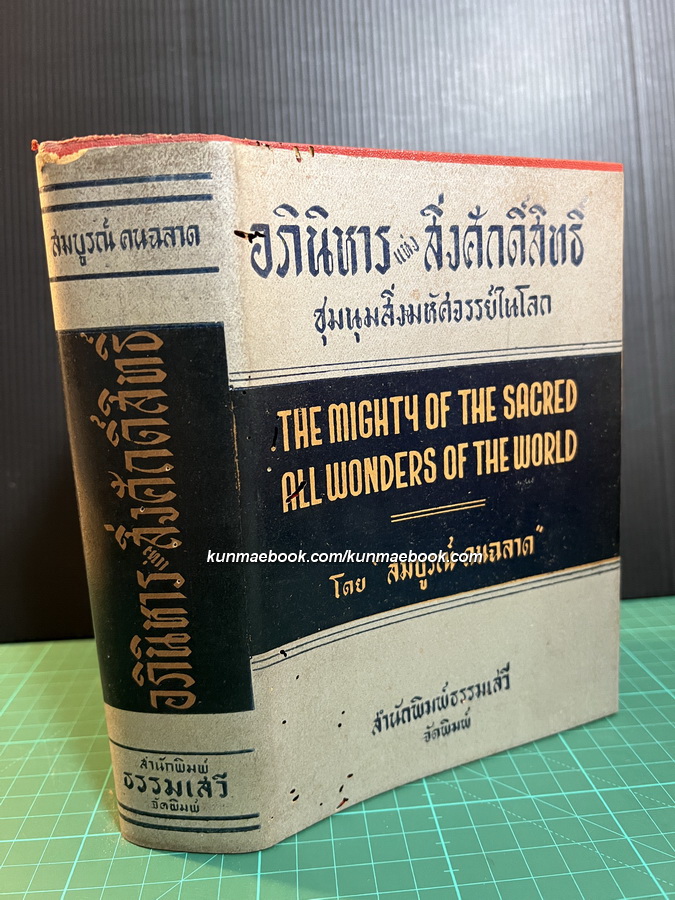 สมบูรณ์ คนฉลาด
อภินิหารแห่งสิ่งศักดิ์สิทธิ์
สำนักพิมพ์
ธรรมเสวี
จัดพิมพ์
อภินิหารแห่งสิ่งศักดิ์สิทธิ์
ชุมนุมสิ่งมหัศจรรย์ในโลก
THE MIGHTY OF THE SACRED
ALL WONDERS OF THE WORLD
kunmaebook.com/kunmaebook.com
โดย "สมบูรณ์ คนฉลาด"
สำนักพิมพ์ธรรมเสวี
จัดพิมพ์